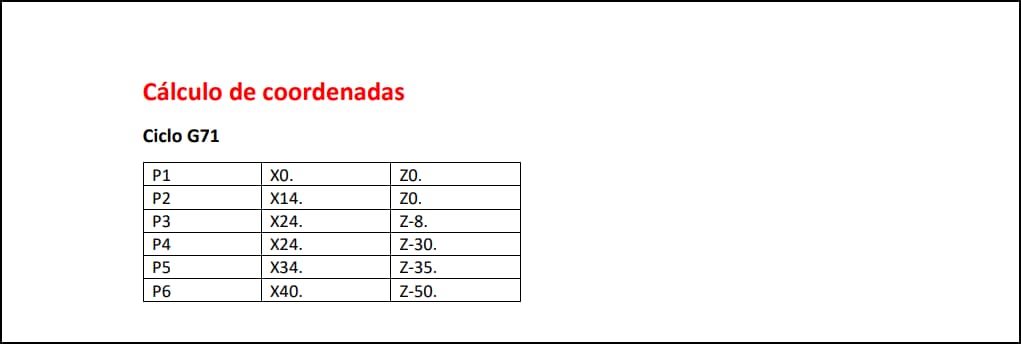 Cálculo de coordenadas
Ciclo G71
P1 X0. Z0.
P2 X14. Z0.
P3 X24. Z-8.
P4 X24. Z-30.
P5 X34. Z-35.
P6 X40. Z-50.